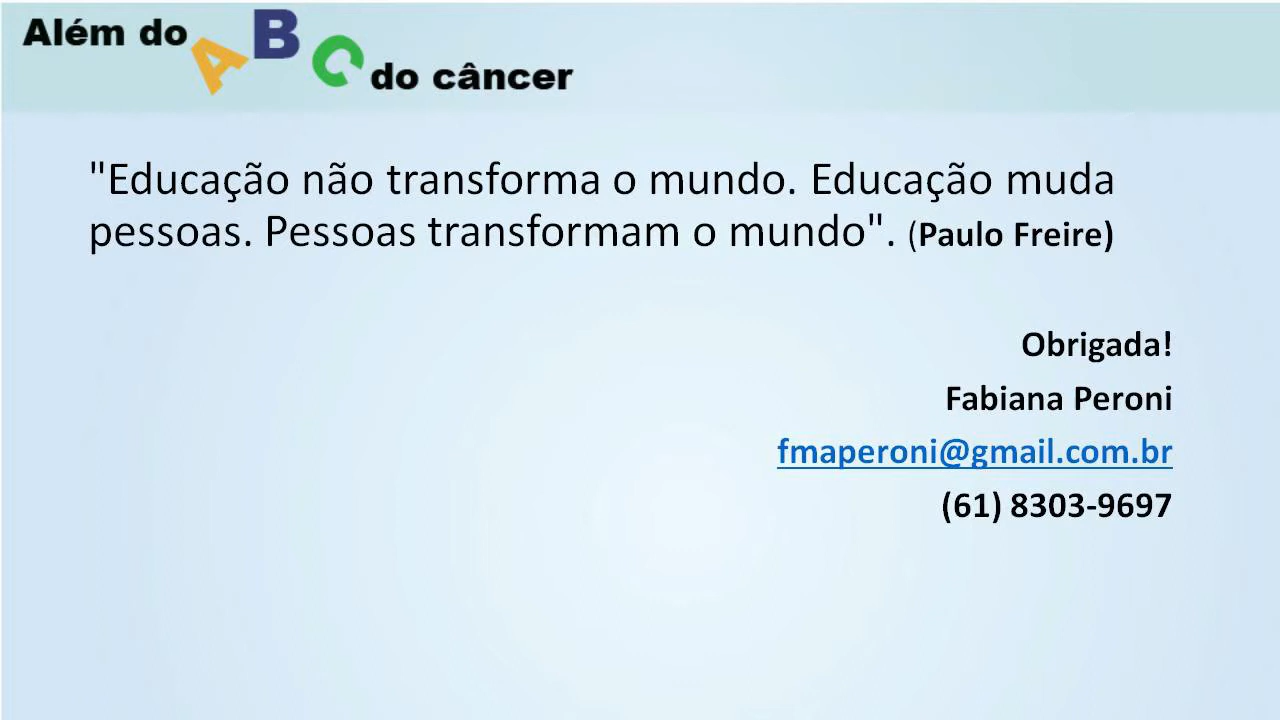 Além do ABC do câncer
"Educação não transforma o mundo. Educação muda
pessoas. Pessoas transformam o mundo". (Paulo Freire)
Obrigada!
Fabiana Peroni
fmaperoni@gmail.com.br
(61) 8303-9697